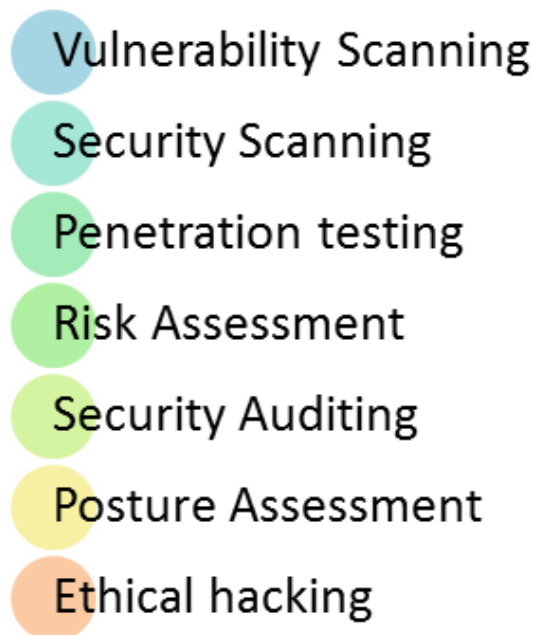 Vulnerability Scanning
Security Scanning
Penetration testing
Risk Assessment
Security Auditing
Posture Assessment
Ethical hacking